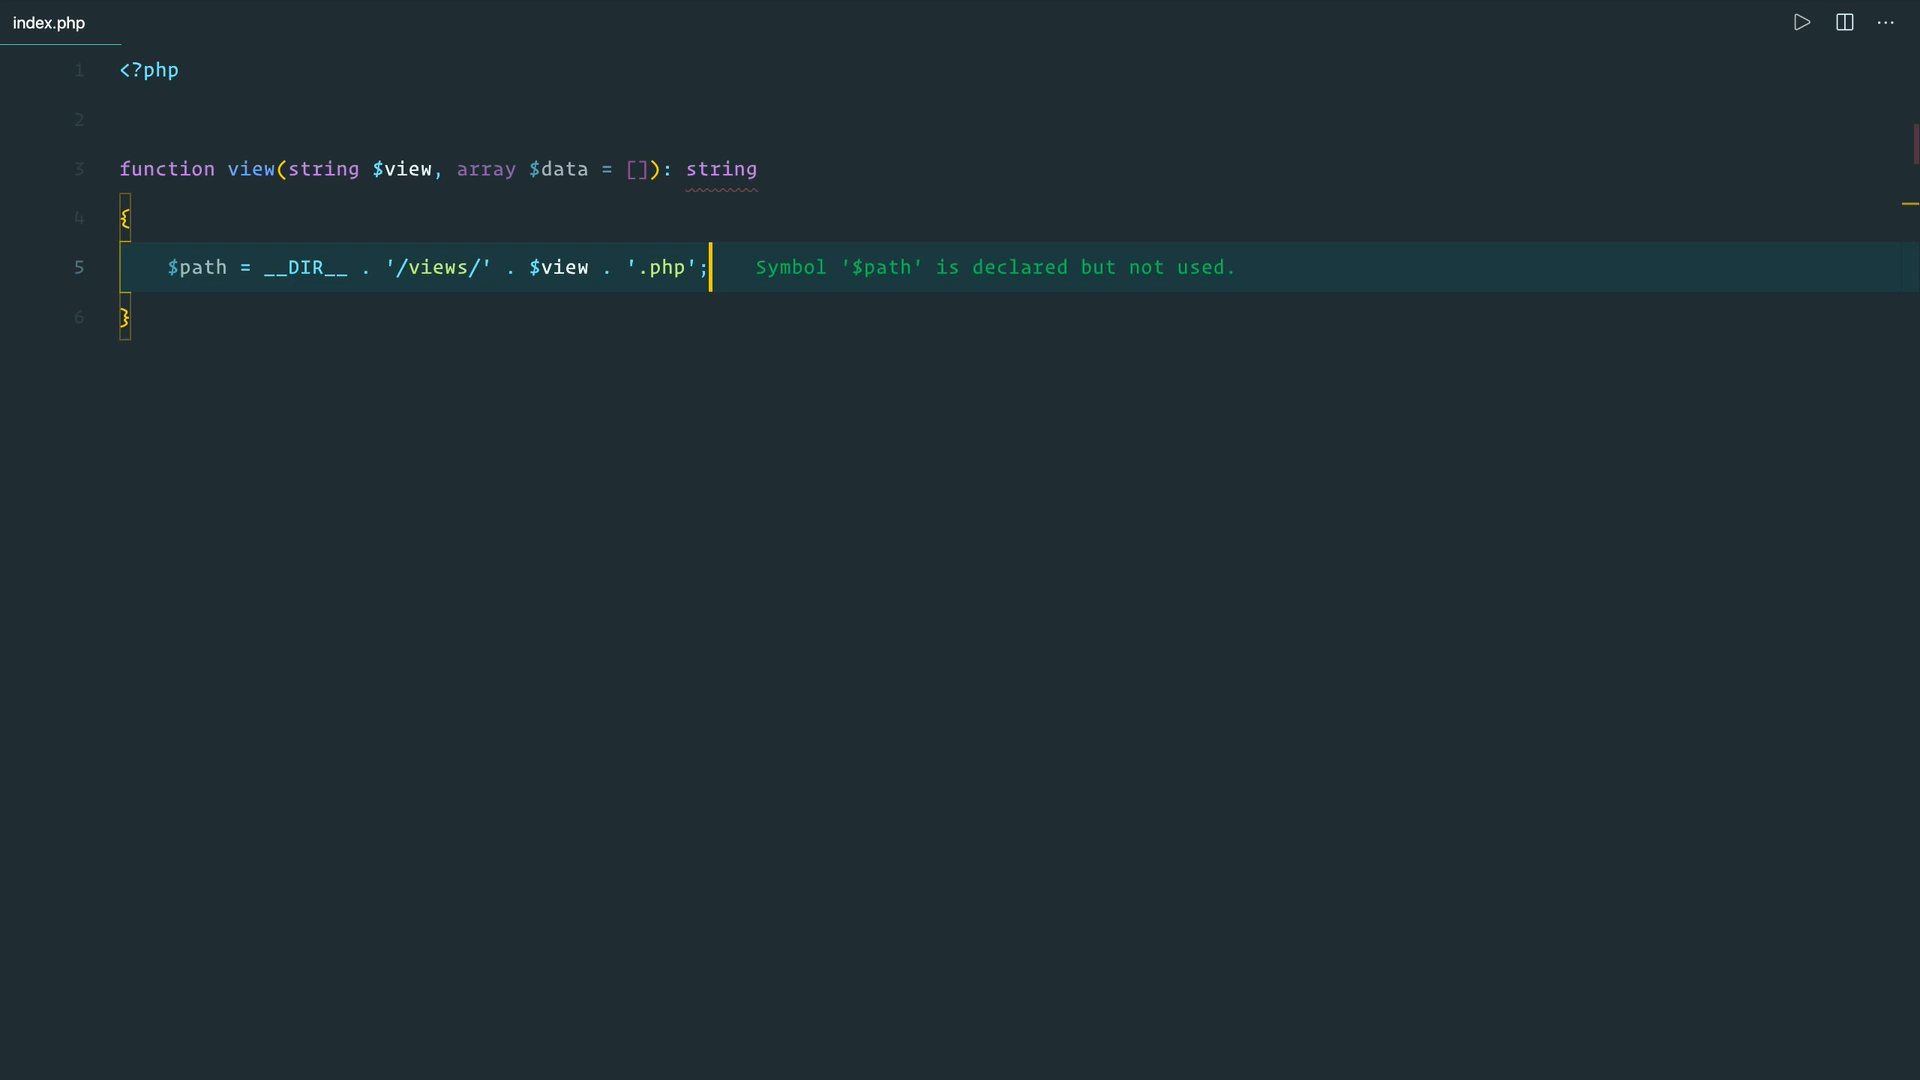 index.php
1 <?php
2
3 function view(string $view, array $data = []): string
4 {
5 $path = __DIR__ . '/views/' . $view . '.php'; Symbol '$path' is declared but not used.
6 }